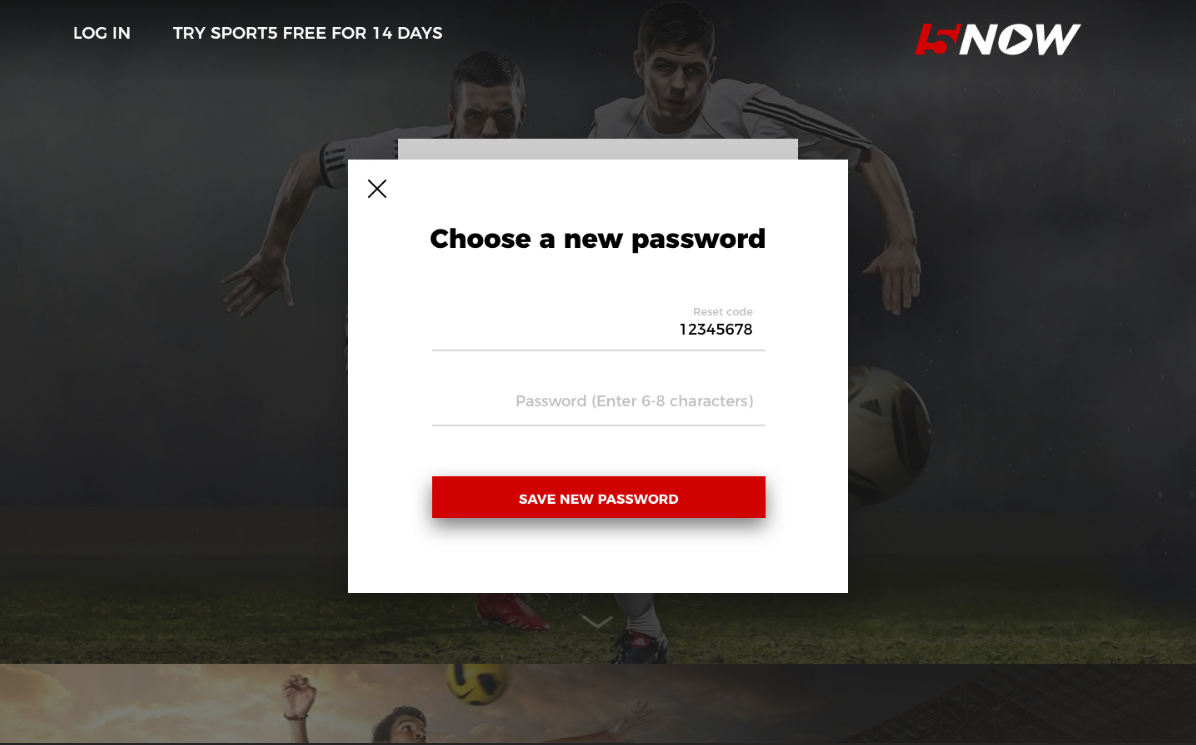 LOG IN
TRY SPORT5 FREE FOR 14 DAYS
5NOW
Choose a new password
Reset code
12345678
Password (Enter 6-8 characters)
SAVE NEW PASSWORD